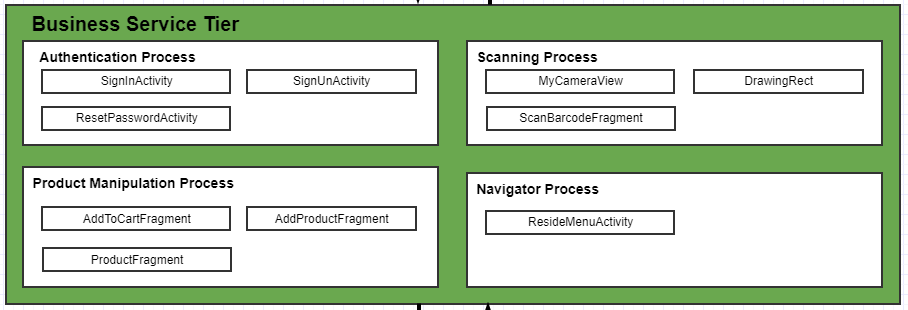 Business Service Tier
Authentication Process
SignInActivity
SignUnActivity
ResetPasswordActivity
Scanning Process
MyCameraView
DrawingRect
ScanBarcodeFragment
Product Manipulation Process
AddToCartFragment
AddProductFragment
ProductFragment
Navigator Process
ResideMenuActivity